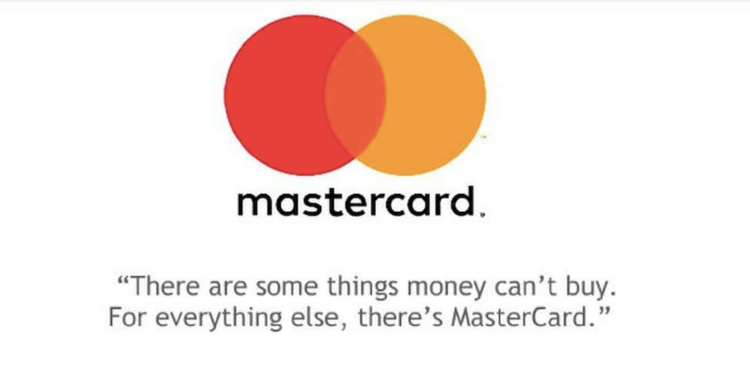 mastercard.
“There are some things money can’t buy.
For everything else, there’s MasterCard.”